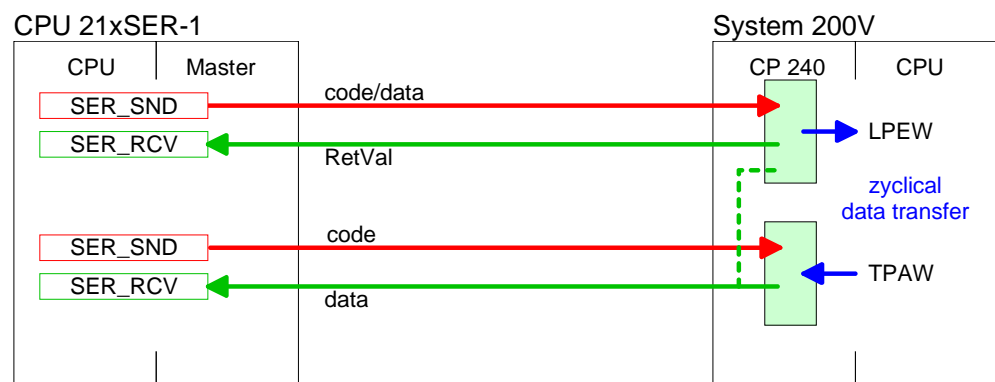 CPU 21xSER-1
System 200V
CPU
Master
CP 240
CPU
SER_SND
code/data
LPEW
SER_RCV
RetVal
zyclical
data transfer
SER_SND
code
SER_RCV
data
TPAW